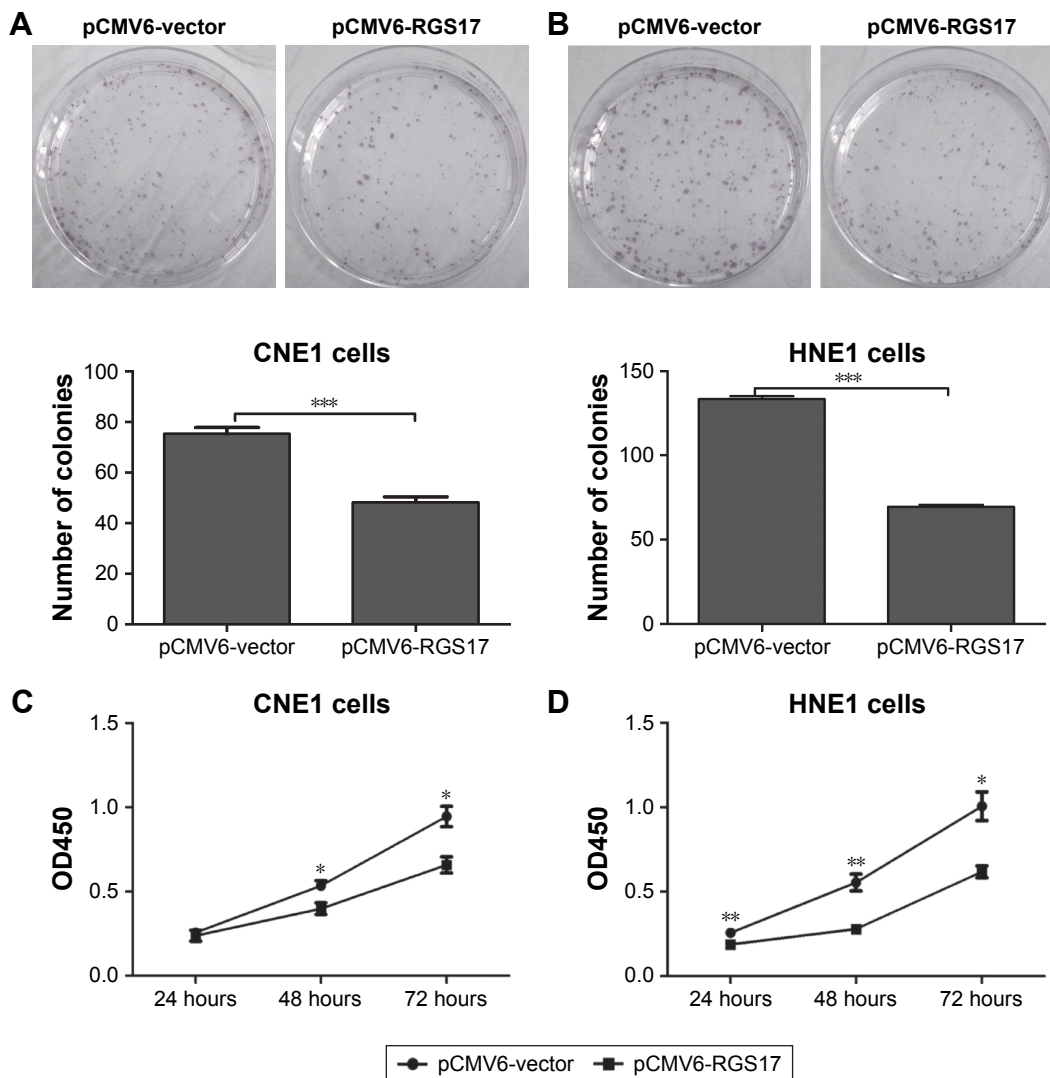 A
pCMV6-vector
pCMV6-RGS17
B
pCMV6-vector
pCMV6-RGS17
CNE1 cells
Number of colonies
100
80
60
40
20
0
***
pCMV6-vector
pCMV6-RGS17
HNE1 cells
Number of colonies
150
100
50
0
***
pCMV6-vector
pCMV6-RGS17
C
CNE1 cells
OD450
1.5
1.0
0.5
0.0
*
*
24 hours
48 hours
72 hours
D
HNE1 cells
OD450
1.5
1.0
0.5
0.0
**
**
*
24 hours
48 hours
72 hours
pCMV6-vector
pCMV6-RGS17